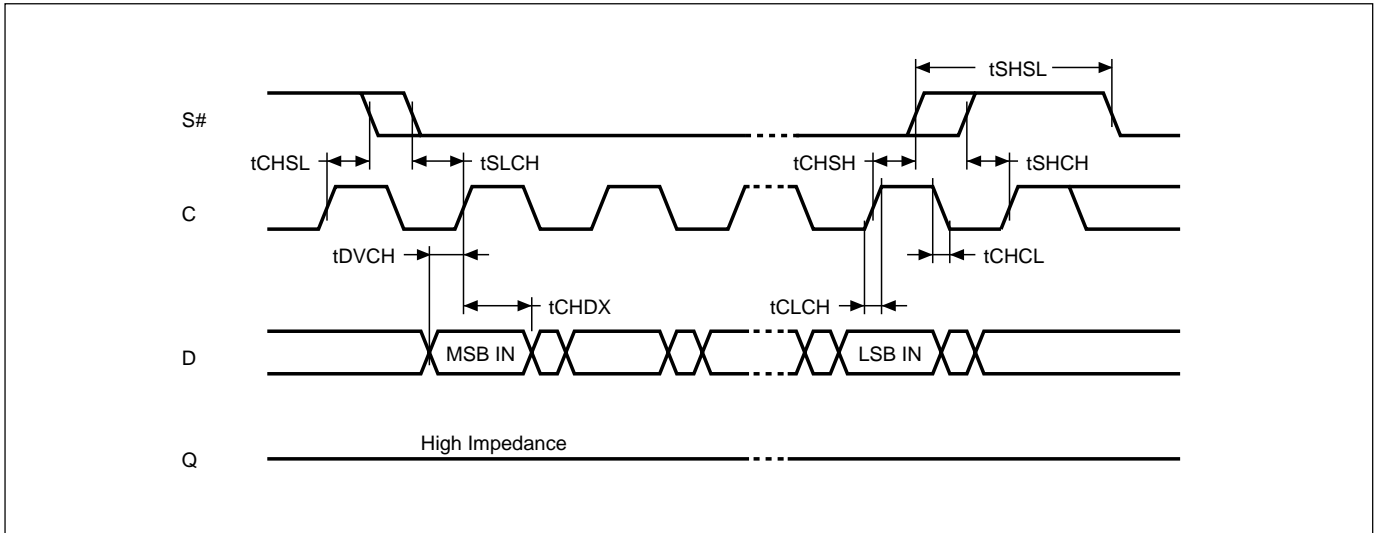 tSHSL
S#
tCHSL
tSLCH
tCHSH
tSHCH
C
tDVCH
tCHCL
tCHDX
tCLCH
D
MSB IN
LSB IN
High Impedance
Q